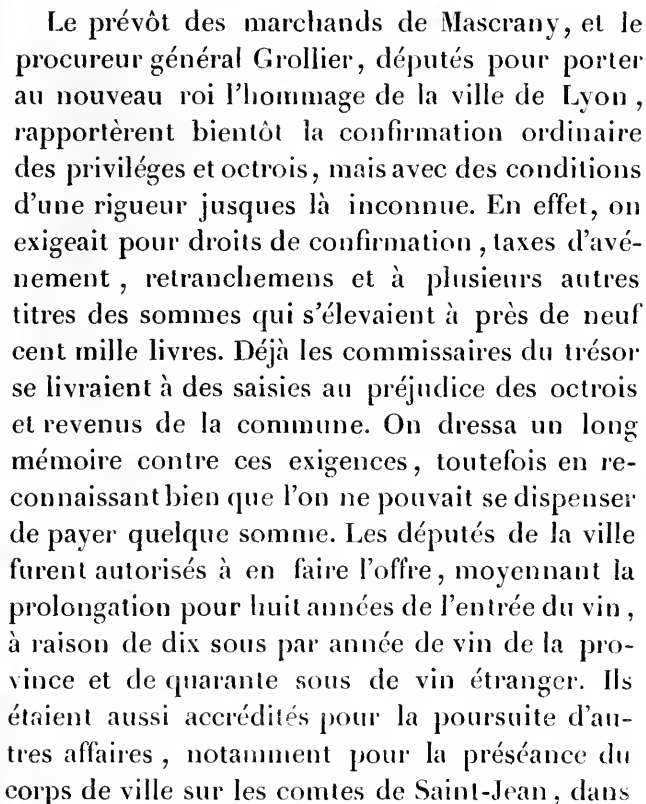 Le prévôt des marchands de Mascrany, et le
procureur général Grollier, députés pour porter
au nouveau roi l'hommage de la ville de Lyon,
rapportèrent bientôt la confirmation ordinaire
des priviléges et octrois, mais avec des conditions
d'une rigueur jusques là inconnue. En effet, on
exigeait pour droits de confirmation, taxes d'avé-
nement, retranchemens et à plusieurs autres
titres des sommes qui s'élevaient à près de neuf
cent mille livres. Déjà les commissaires du trésor
se livraient à des saisies au préjudice des octrois
et revenus de la commune. On dressa un long
mémoire contre ces exigences, toutefois en re-
connaissant bien que l'on ne pouvait se dispenser
de payer quelque somme. Les députés de la ville
furent autorisés à en faire l'offre, moyennant la
prolongation pour huit années de l'entrée du vin,
à raison de dix sous par année de vin de la pro-
vince et de quarante sous de vin étranger. Ils
étaient aussi accrédités pour la poursuite d'au-
tres affaires, notamment pour la préséance du
corps de ville sur les comtes de Saint-Jean, dans